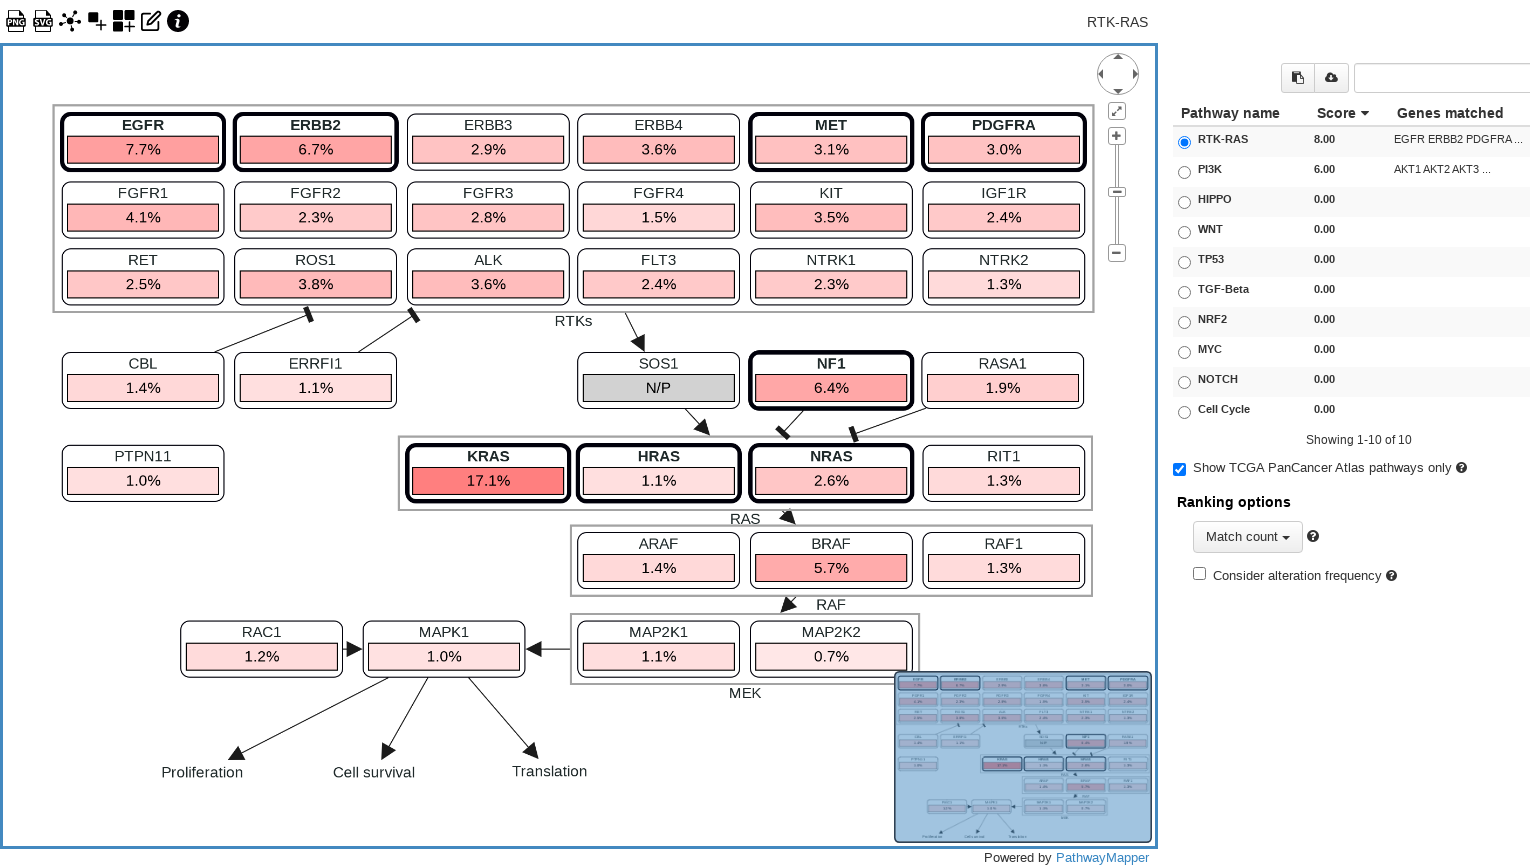 PNG SVG RTK-RAS
EGFR ERBB2 ERBB3 ERBB4 MET PDGFRA
7.7% 6.7% 2.9% 3.6% 3.1% 3.0%
FGFR1 FGFR2 FGFR3 FGFR4 KIT IGF1R
4.1% 2.3% 2.8% 1.5% 3.5% 2.4%
RET ROS1 ALK FLT3 NTRK1 NTRK2
2.5% 3.8% 3.6% 2.4% 2.3% 1.3%
RTKs
CBL ERRFI1 SOS1 NF1 RASA1
1.4% 1.1% N/P 6.4% 1.9%
PTPN11 KRAS HRAS NRAS RIT1
1.0% 17.1% 1.1% 2.6% 1.3%
RAS
ARAF BRAF RAF1
1.4% 5.7% 1.3%
RAF
RAC1 MAPK1 MAP2K1 MAP2K2
1.2% 1.0% 1.1% 0.7%
MEK
Proliferation Cell survival Translation
Powered by PathwayMapper
Pathway name Score Genes matched
RTK-RAS 8.00 EGFR ERBB2 PDGFRA ...
PI3K 6.00 AKT1 AKT2 AKT3 ...
HIPPO 0.00
WNT 0.00
TP53 0.00
TGF-Beta 0.00
NRF2 0.00
MYC 0.00
NOTCH 0.00
Cell Cycle 0.00
Showing 1-10 of 10
Show TCGA PanCancer Atlas pathways only
Ranking options
Match count
Consider alteration frequency